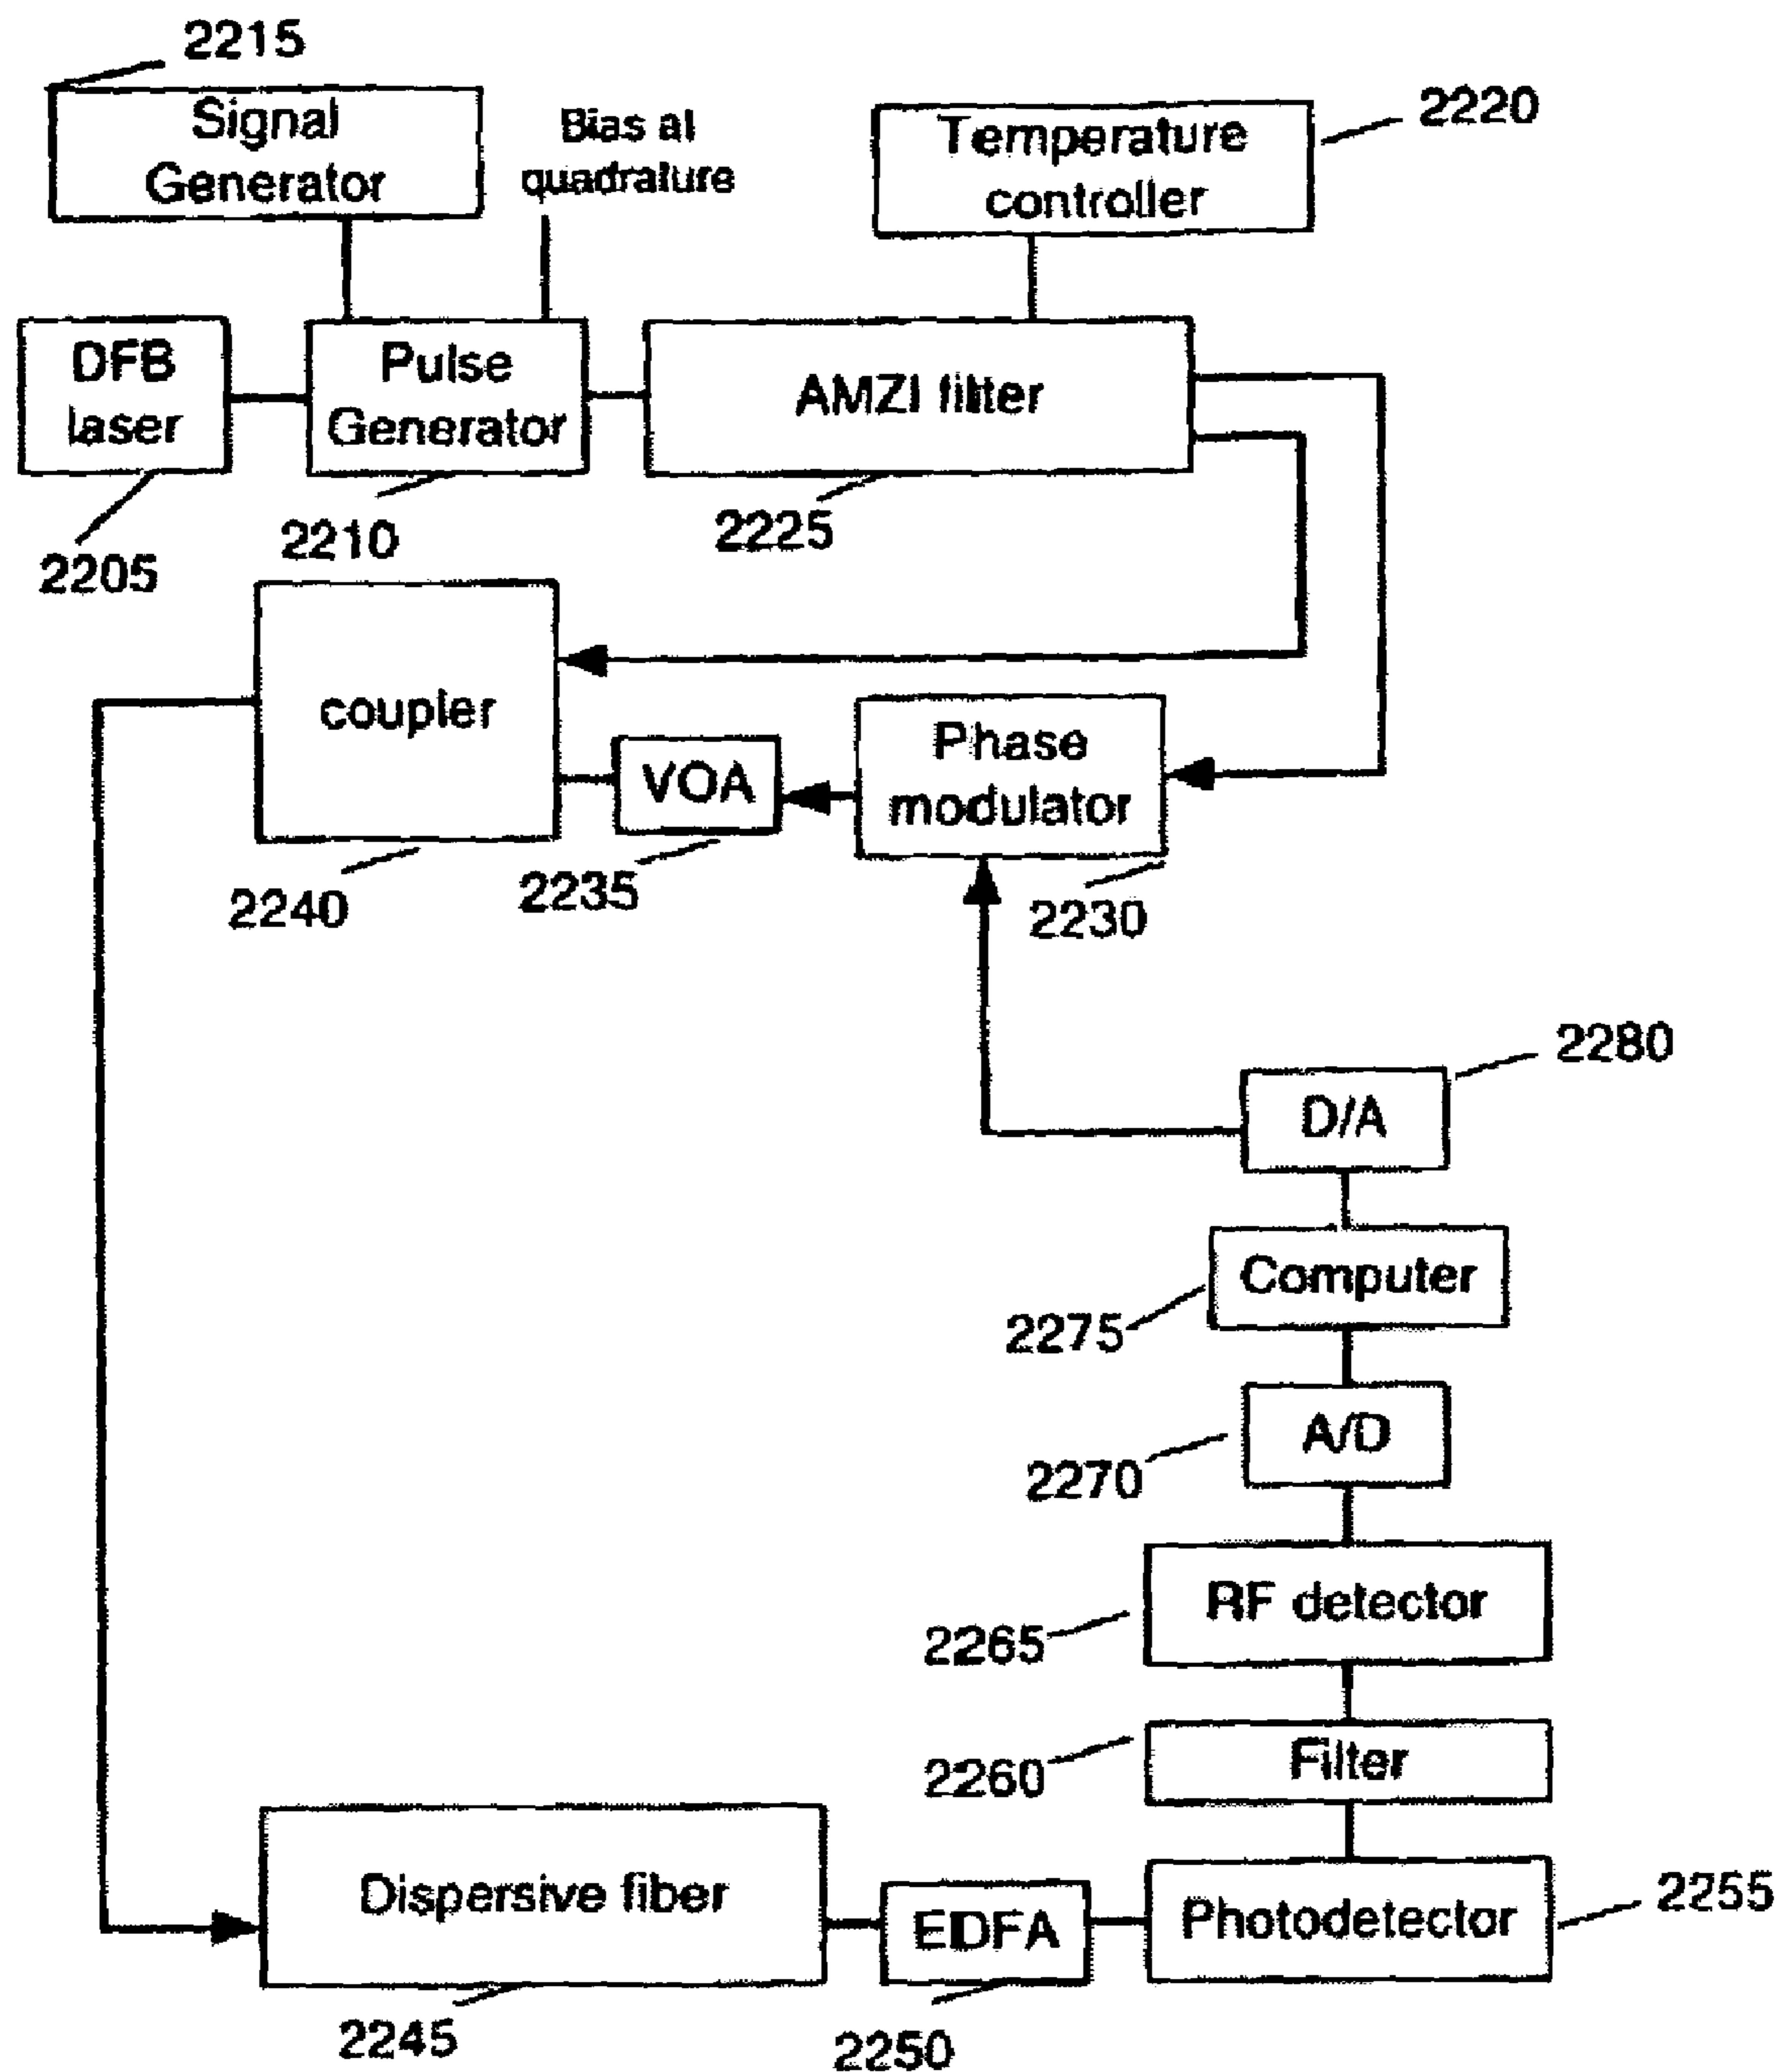 2215
Signal
Generator
Bias at
quadrature
Temperature
controller
2220
DFB
laser
Pulse
Generator
AMZI filter
2205
2210
2225
coupler
VOA
Phase
modulator
2240
2235
2230
2280
D/A
Computer
2275
A/D
2270
RF detector
2265
Filter
2260
Dispersive fiber
EDFA
Photodetector
2255
2245
2250